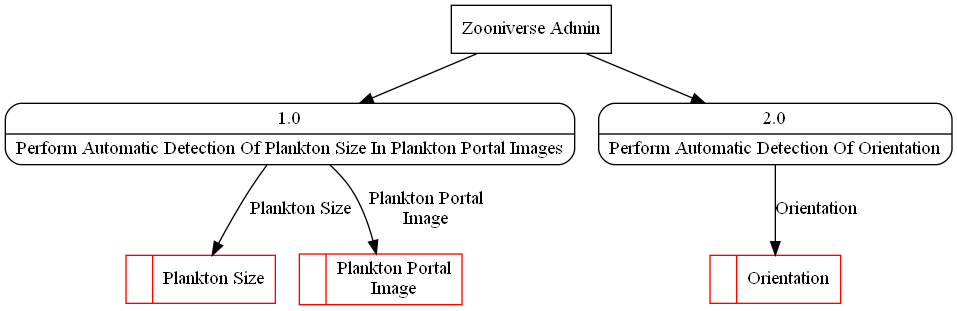 Zooniverse Admin
1.0
Perform Automatic Detection Of Plankton Size In Plankton Portal Images
2.0
Perform Automatic Detection Of Orientation
Plankton Size
Plankton Portal
Image
Orientation
Plankton Size
Plankton Portal
Image
Orientation